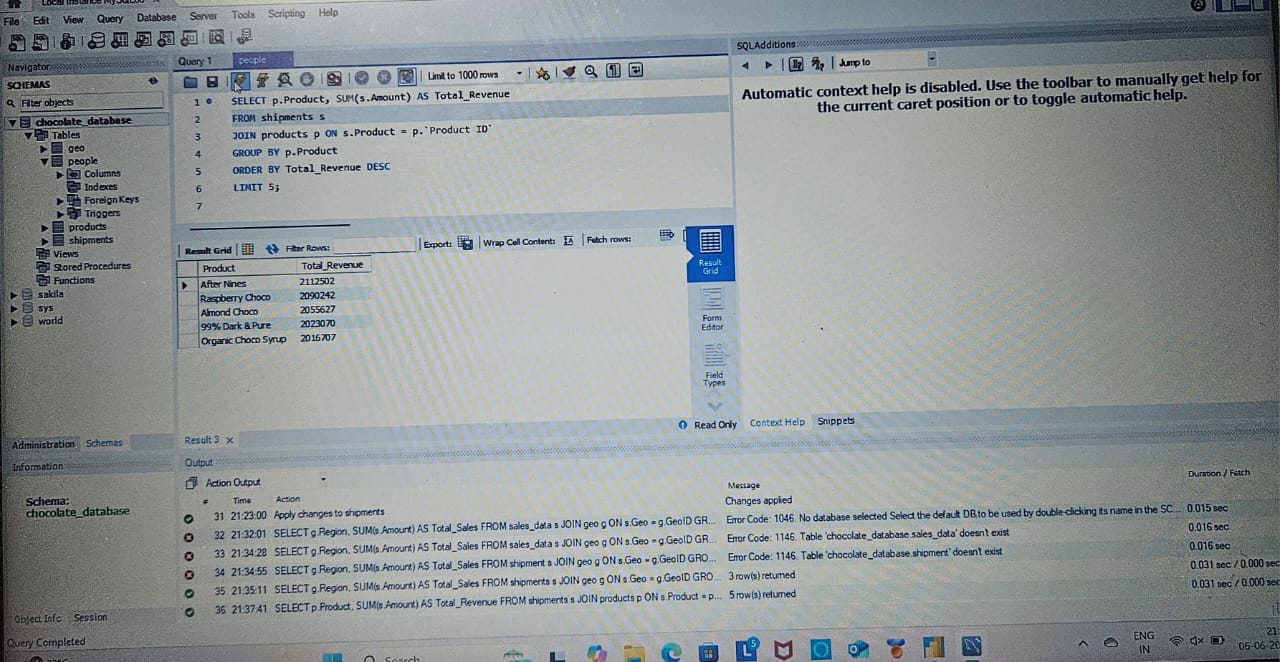 File Edit View Query Database Server Tools Scripting Help
Navigator
SCHEMAS
Filter objects
chocolate_database
Tables
geo
people
Columns
Indexes
Foreign Keys
Triggers
products
shipments
Views
Stored Procedures
Functions
sakila
sys
world
Administration Schemas
Information
Schema:
chocolate_database
Object Info Session
Query Completed
Query 1 people
Limit to 1000 rows
1 SELECT p.Product, SUM(s.Amount) AS Total_Revenue
2 FROM shipments s
3 JOIN products p ON s.Product = p.`Product ID`
4 GROUP BY p.Product
5 ORDER BY Total_Revenue DESC
6 LIMIT 5;
7
Result Grid Filter Rows: Export: Wrap Cell Content: IA Fetch rows:
Product Total_Revenue
After Nines 2112502
Raspberry Choco 2090242
Almond Choco 2055627
99% Dark & Pure 2023070
Organic Choco Syrup 2016707
Result
Grid
Form
Editor
Field
Types
Result 3
Read Only
SQLAdditions
Jump to
Automatic context help is disabled. Use the toolbar to manually get help for
the current caret position or to toggle automatic help.
Context Help Snippets
Output
Action Output
# Time Action Message Duration / Fetch
31 21:23:00 Apply changes to shipments Changes applied
32 21:32:01 SELECT g.Region, SUM(s.Amount) AS Total_Sales FROM sales_data s JOIN geo g ON s.Geo = g.GeoID GR... Error Code: 1046. No database selected Select the default DB to be used by double-clicking its name in the SC... 0.015 sec
33 21:34:28 SELECT g.Region, SUM(s.Amount) AS Total_Sales FROM sales_data s JOIN geo g ON s.Geo = g.GeoID GR... Error Code: 1146. Table 'chocolate_database.sales_data' doesn't exist 0.016 sec
34 21:34:55 SELECT g.Region, SUM(s.Amount) AS Total_Sales FROM shipment s JOIN geo g ON s.Geo = g.GeoID GRO... Error Code: 1146. Table 'chocolate_database.shipment' doesn't exist 0.016 sec
35 21:35:11 SELECT g.Region, SUM(s.Amount) AS Total_Sales FROM shipments s JOIN geo g ON s.Geo = g.GeoID GRO... 3 row(s) returned 0.031 sec / 0.000 sec
36 21:37:41 SELECT p.Product, SUM(s.Amount) AS Total_Revenue FROM shipments s JOIN products p ON s.Product = p... 5 row(s) returned 0.031 sec / 0.000 sec
Search
ENG
IN